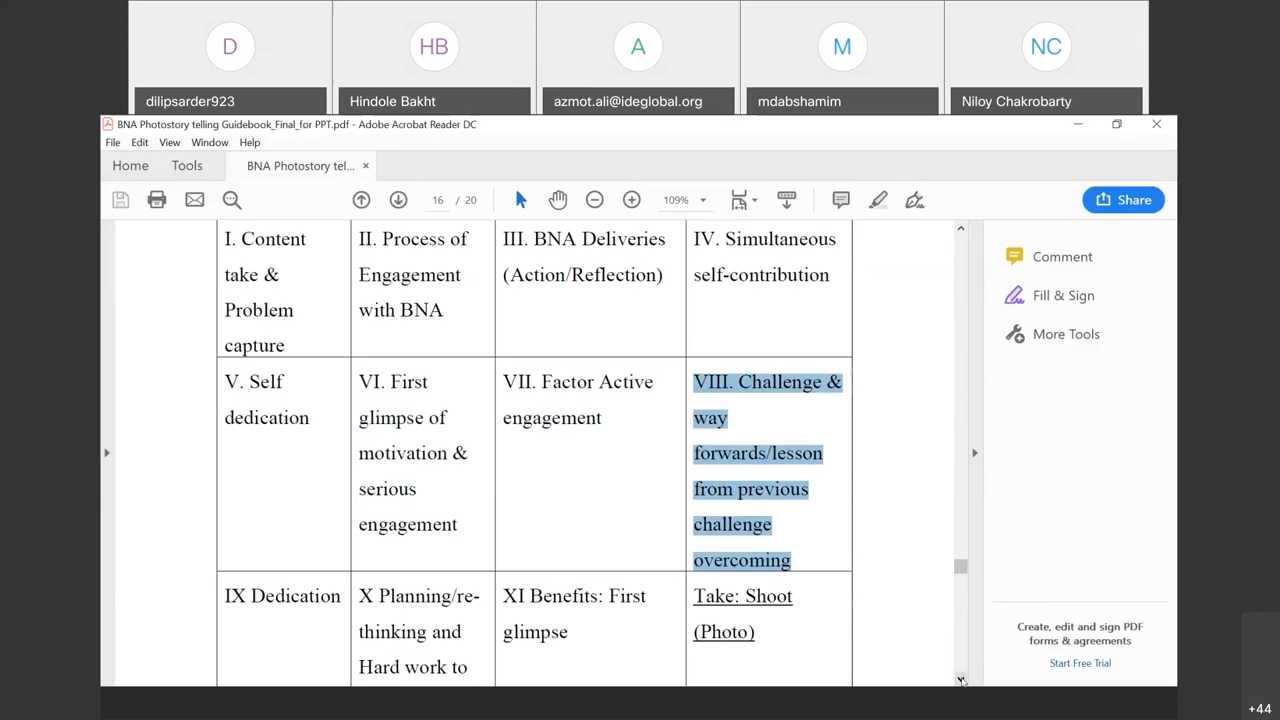 D
HB
A
M
NC
dilipsarder923
Hindole Bakht
azmot.ali@ideglobal.org
mdabshamim
Niloy Chakrobarty
BNA Photostory telling Guidebook_Final_for PPT.pdf - Adobe Acrobat Reader DC
File Edit View Window Help
Home Tools BNA Photostory tel... ×
16 / 20
109%
Share
I. Content
take &
Problem
capture
II. Process of
Engagement
with BNA
III. BNA Deliveries
(Action/Reflection)
IV. Simultaneous
self-contribution
V. Self
dedication
VI. First
glimpse of
motivation &
serious
engagement
VII. Factor Active
engagement
VIII. Challenge &
way
forwards/lesson
from previous
challenge
overcoming
IX Dedication
X Planning/re-
thinking and
Hard work to
XI Benefits: First
glimpse
Take: Shoot
(Photo)
Comment
Fill & Sign
More Tools
Create, edit and sign PDF
forms & agreements
Start Free Trial
+44